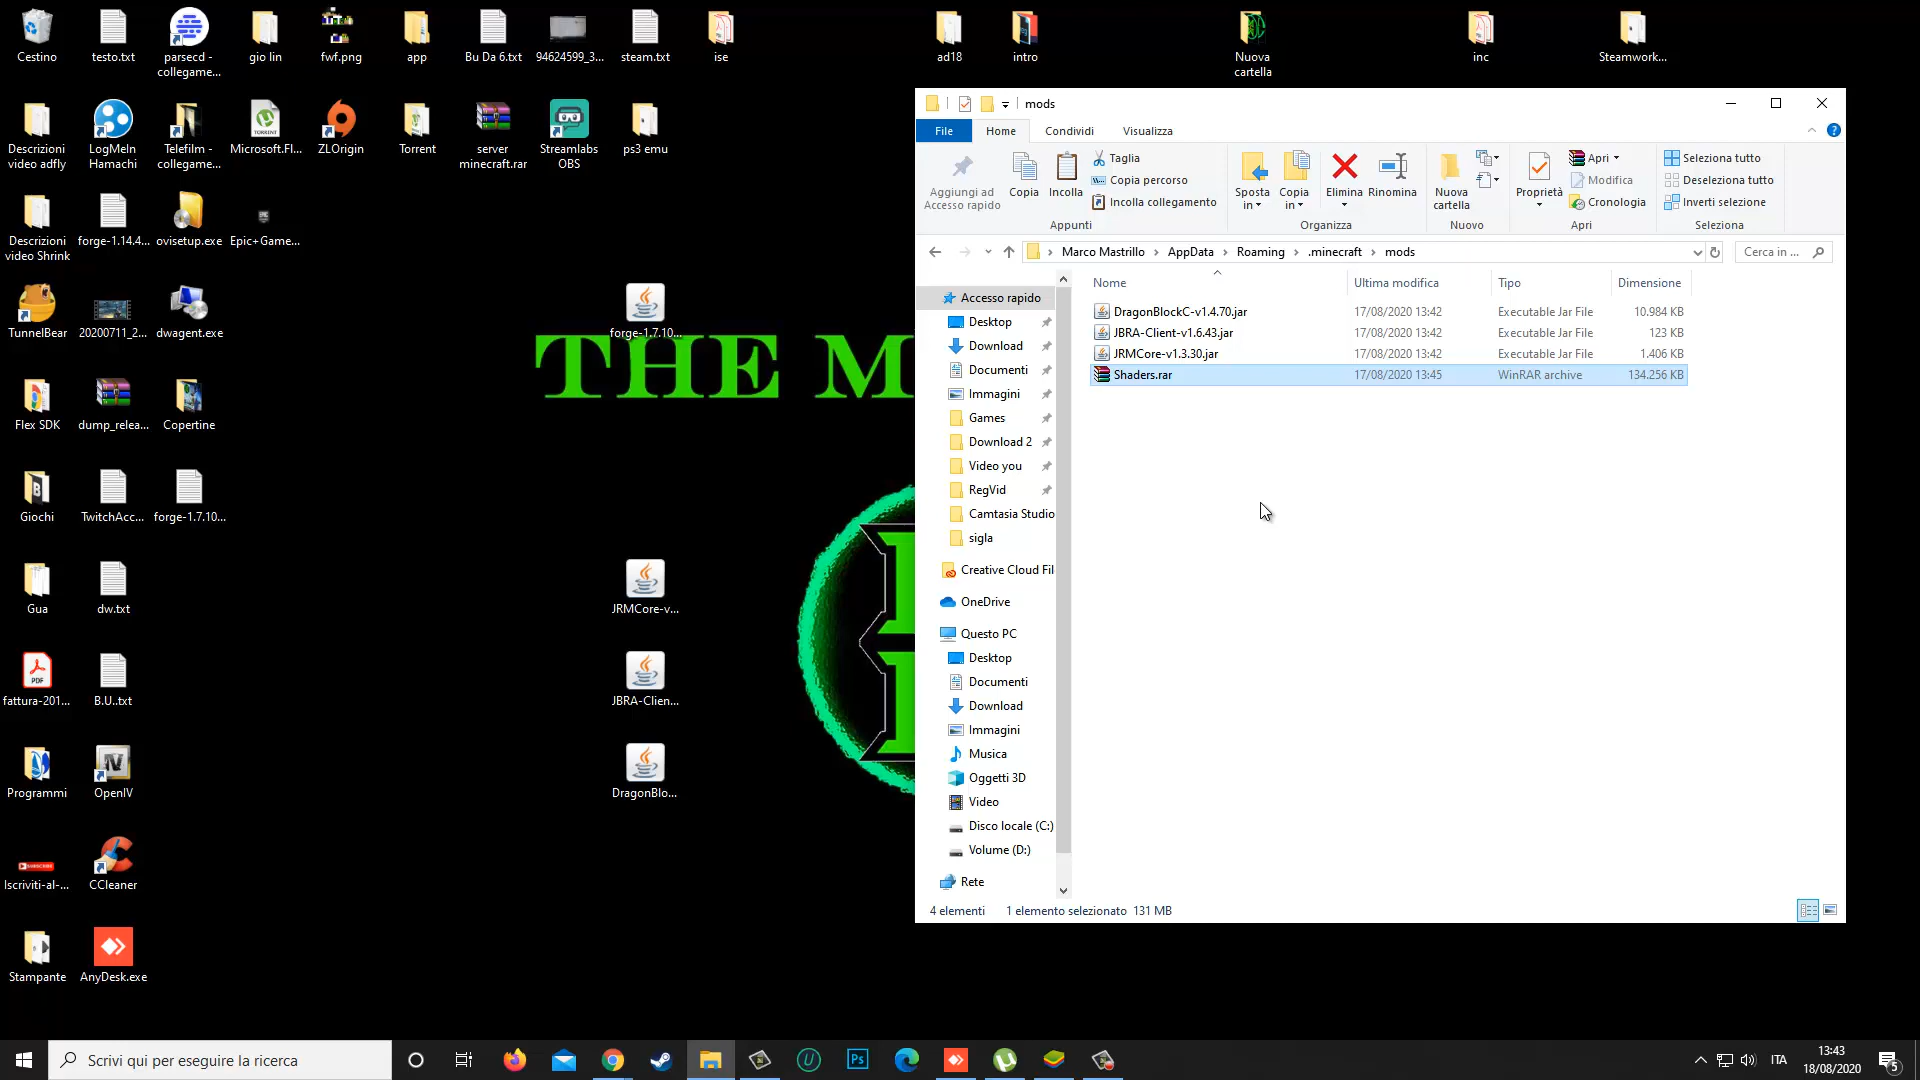 Cestino
testo.txt
parsecd -
collegame...
gio lin
fwf.png
app
Bu Da 6.txt
94624599_3...
steam.txt
ise
ad18
intro
Nuova
cartella
inc
Steamwork...
Descrizioni
video adfly
LogMeIn
Hamachi
Telefilm -
collegame...
Microsoft.Fl...
ZLOrigin
Torrent
server
minecraft.rar
Streamlabs
OBS
ps3 emu
Descrizioni
video Shrink
forge-1.14.4...
ovisetup.exe
Epic+Game...
TunnelBear
20200711_2...
dwagent.exe
forge-1.7.10...
THE M
Flex SDK
dump_relea...
Copertine
Giochi
TwitchAcc...
forge-1.7.10...
Gua
dw.txt
JRMCore-v...
fattura-201...
B.U..txt
JBRA-Clien...
Programmi
OpenIV
DragonBlo...
Iscriviti-al-...
CCleaner
Stampante
AnyDesk.exe
mods
File
Home
Condividi
Visualizza
Aggiungi ad
Accesso rapido
Copia
Incolla
Taglia
Copia percorso
Incolla collegamento
Appunti
Sposta
in
Copia
in
Elimina
Rinomina
Organizza
Nuova
cartella
Nuovo
Proprietà
Apri
Modifica
Cronologia
Apri
Seleziona tutto
Deseleziona tutto
Inverti selezione
Seleziona
Marco Mastrillo > AppData > Roaming > .minecraft > mods
Cerca in ...
Accesso rapido
Desktop
Download
Documenti
Immagini
Games
Download 2
Video you
RegVid
Camtasia Studio
sigla
Creative Cloud Fil
OneDrive
Questo PC
Desktop
Documenti
Download
Immagini
Musica
Oggetti 3D
Video
Disco locale (C:)
Volume (D:)
Rete
Nome Ultima modifica Tipo Dimensione
DragonBlockC-v1.4.70.jar 17/08/2020 13:42 Executable Jar File 10.984 KB
JBRA-Client-v1.6.43.jar 17/08/2020 13:42 Executable Jar File 123 KB
JRMCore-v1.3.30.jar 17/08/2020 13:42 Executable Jar File 1.406 KB
Shaders.rar 17/08/2020 13:45 WinRAR archive 134.256 KB
4 elementi 1 elemento selezionato 131 MB
Scrivi qui per eseguire la ricerca
ITA
13:43
18/08/2020
5